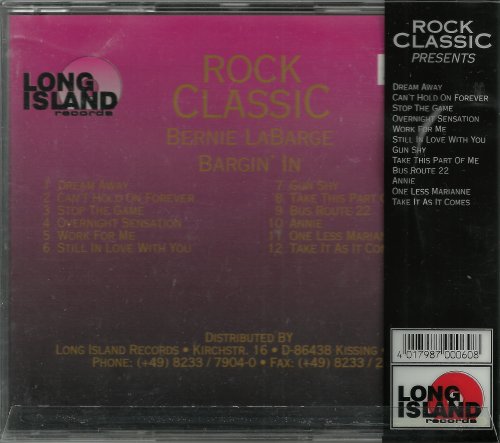 LONG
ISLAND
records
ROCK
CLASSIC
BERNIE LABARGE
BARGIN' IN
1 DREAM AWAY
2 CAN'T HOLD ON FOREVER
3 STOP THE GAME
4 OVERNIGHT SENSATION
5 WORK FOR ME
6 STILL IN LOVE WITH YOU
7 GUN SHY
8 TAKE THIS PART OF
9 BUS ROUTE 22
10 ANNIE
11 ONE LESS MARIANNE
12 TAKE IT AS IT COMES
DISTRIBUTED BY
LONG ISLAND RECORDS • KIRCHSTR. 16 • D-86438 KISSING •
PHONE: (+49) 8233 / 7904-0 • FAX: (+49) 8233 / 2
ROCK
CLASSIC
PRESENTS
DREAM AWAY
CAN'T HOLD ON FOREVER
STOP THE GAME
OVERNIGHT SENSATION
WORK FOR ME
STILL IN LOVE WITH YOU
GUN SHY
TAKE THIS PART OF ME
BUS ROUTE 22
ANNIE
ONE LESS MARIANNE
TAKE IT AS IT COMES
4 017987 000608
LONG
ISLAND
records